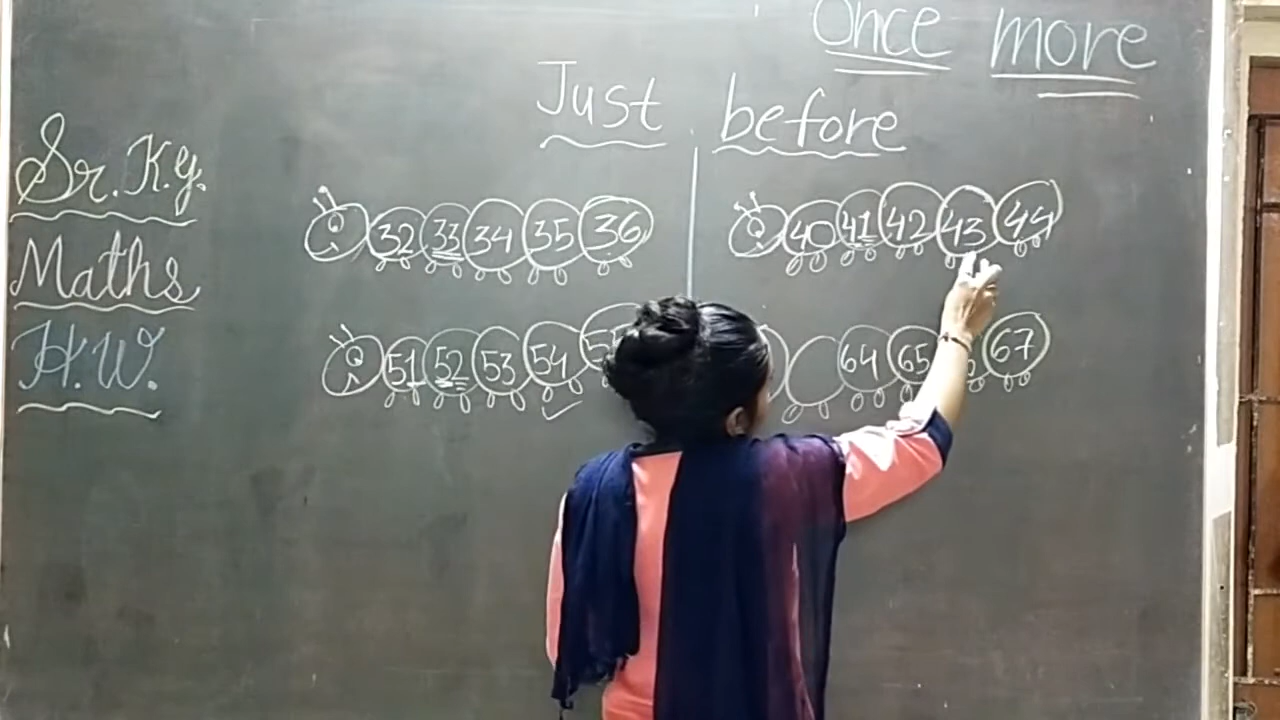 Once more
Just before
Sr. K.g.
Maths
H.W.
32 33 34 35 36
40 41 42 43 44
51 52 53 54
64 65 67